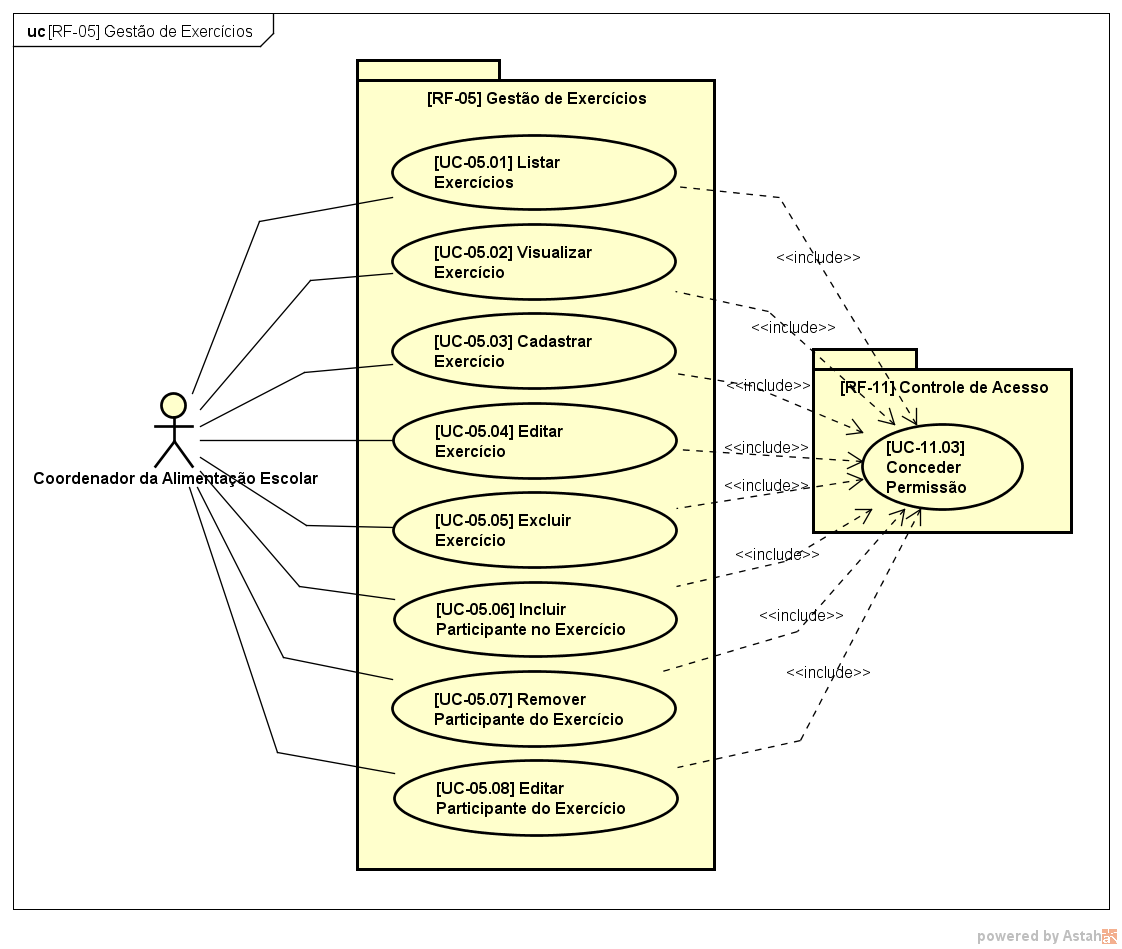 uc [RF-05] Gestão de Exercícios
[RF-05] Gestão de Exercícios
[UC-05.01] Listar
Exercícios
<<include>>
[UC-05.02] Visualizar
Exercício
<<include>>
[UC-05.03] Cadastrar
Exercício
<<include>>
[RF-11] Controle de Acesso
[UC-05.04] Editar
Exercício
<<include>>
[UC-11.03]
Conceder
Permissão
Coordenador da Alimentação Escolar
<<include>>
[UC-05.05] Excluir
Exercício
<<include>>
[UC-05.06] Incluir
Participante no Exercício
<<include>>
[UC-05.07] Remover
Participante do Exercício
<<include>>
[UC-05.08] Editar
Participante do Exercício
powered by Astah